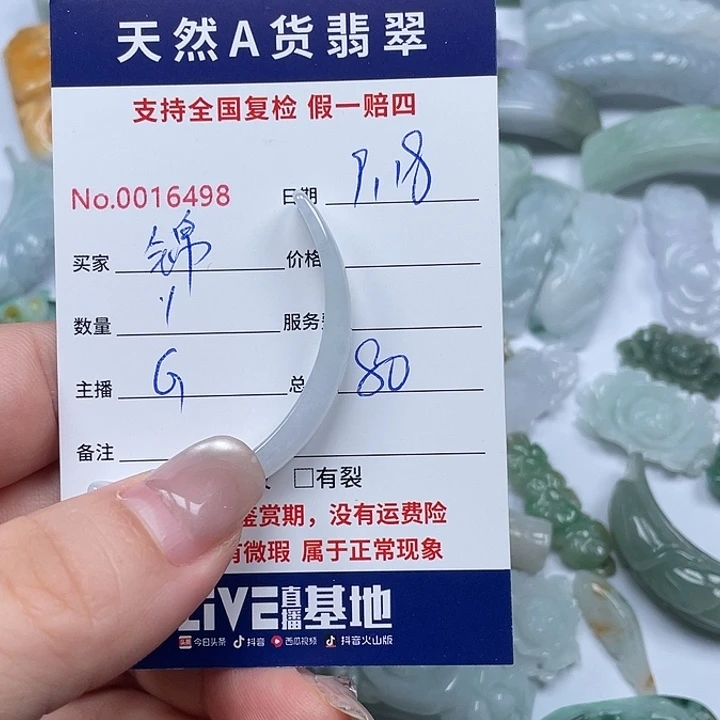 天然A货翡翠
支持全国复检 假一赔四
No.0016498 日期 9.18
买家 锦 价格
数量 1 服务
主播 G 总 80
备注
□有裂
鉴赏期，没有运费险
有微瑕 属于正常现象
LIVE直播基地
今日头条 抖音 西瓜视频 抖音火山版